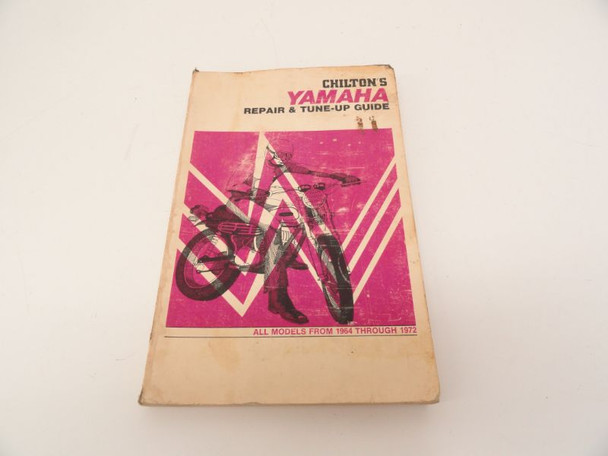 CHILTON'S
YAMAHA
REPAIR & TUNE-UP GUIDE
ALL MODELS FROM 1964 THROUGH 1972